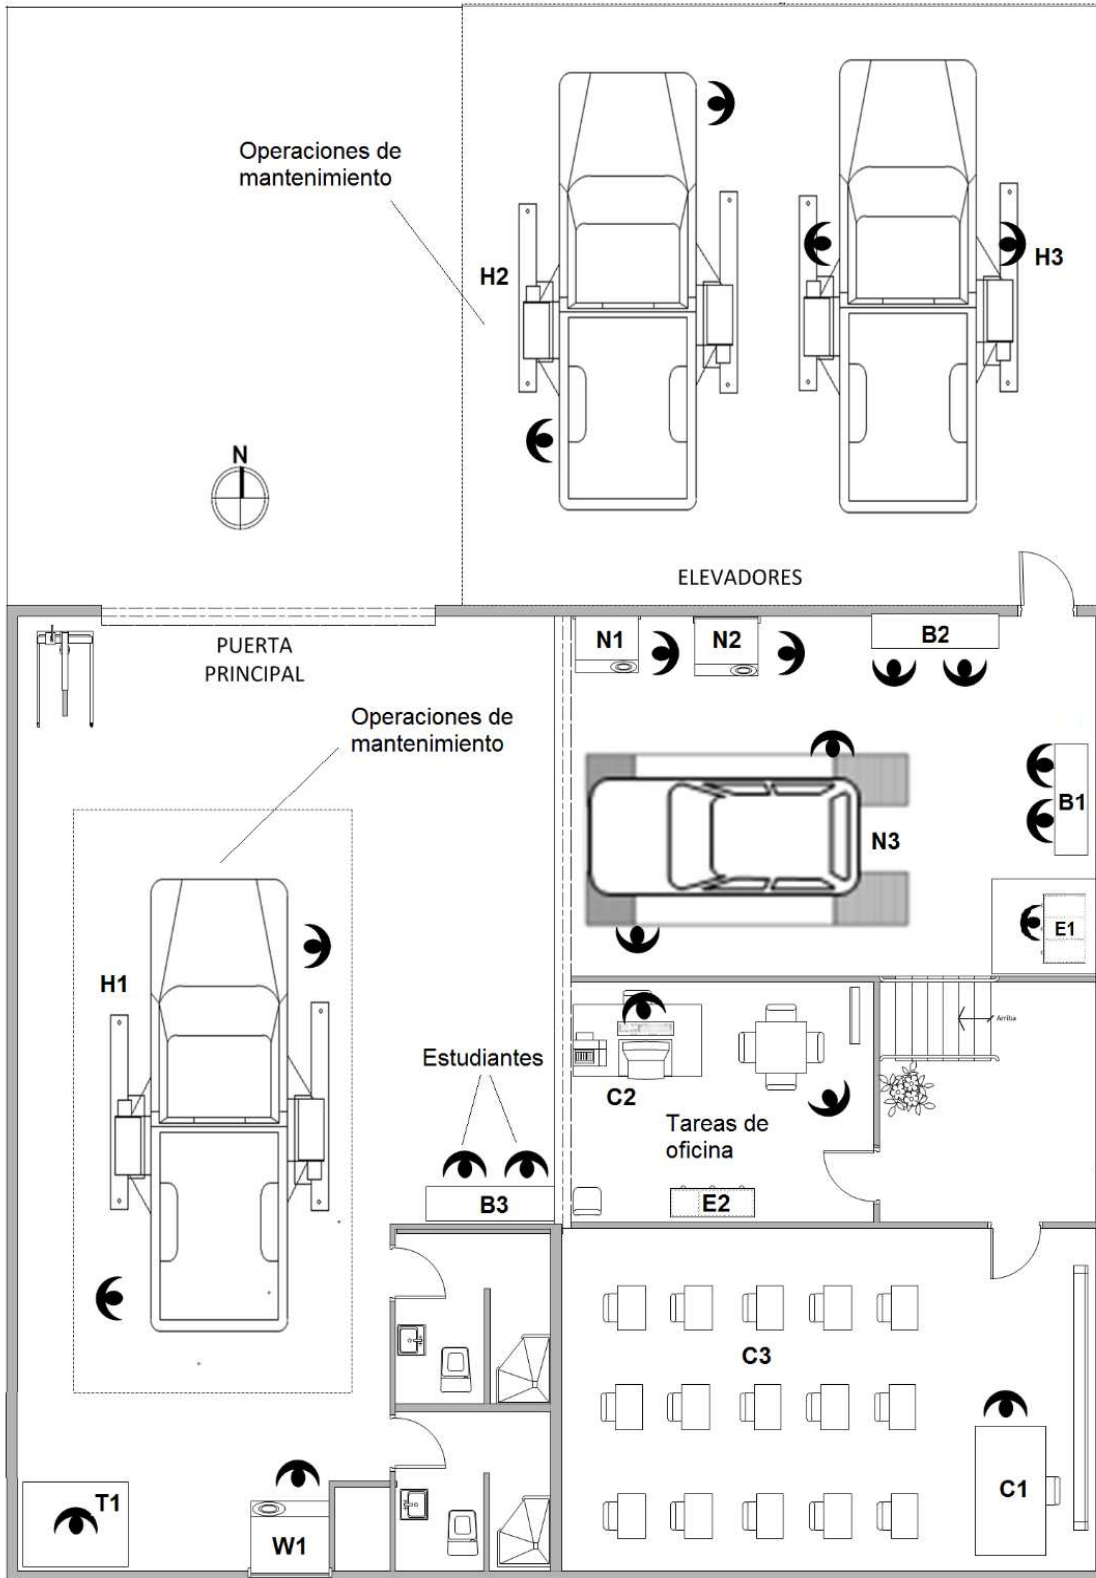 Operaciones de
mantenimiento
H2
H3
N
ELEVADORES
PUERTA
PRINCIPAL
N1
N2
B2
Operaciones de
mantenimiento
B1
N3
E1
H1
Arriba
Estudiantes
C2
Tareas de
oficina
B3
E2
C3
C1
T1
W1